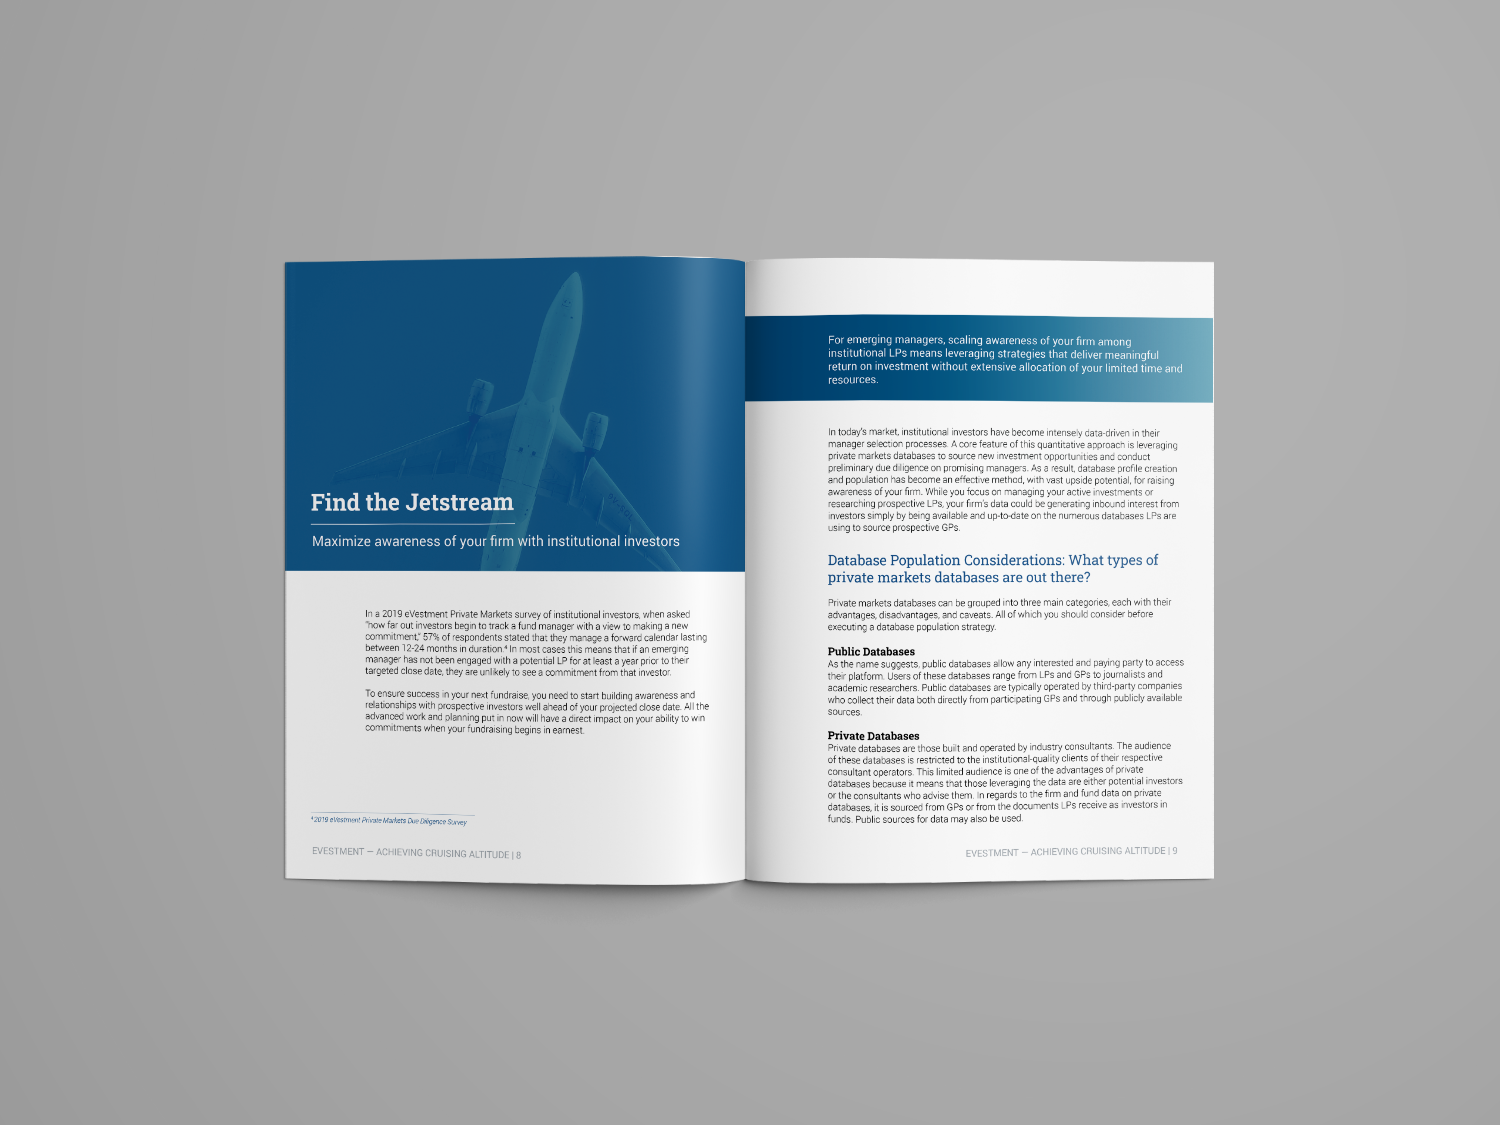 Find the Jetstream
Maximize awareness of your firm with institutional investors
In a 2019 eVestment Private Markets survey of institutional investors, when asked
"how far out investors begin to track a fund manager with a view to making a new
commitment," 57% of respondents stated that they manage a forward calendar lasting
between 12-24 months in duration.⁴ In most cases this means that if an emerging
manager has not been engaged with a potential LP for at least a year prior to their
targeted close date, they are unlikely to see a commitment from that investor.
To ensure success in your next fundraise, you need to start building awareness and
relationships with prospective investors well ahead of your projected close date. All the
advanced work and planning put in now will have a direct impact on your ability to win
commitments when your fundraising begins in earnest.
⁴ 2019 eVestment Private Markets Due Diligence Survey
EVESTMENT — ACHIEVING CRUISING ALTITUDE | 8
For emerging managers, scaling awareness of your firm among
institutional LPs means leveraging strategies that deliver meaningful
return on investment without extensive allocation of your limited time and
resources.
In today's market, institutional investors have become intensely data-driven in their
manager selection processes. A core feature of this quantitative approach is leveraging
private markets databases to source new investment opportunities and conduct
preliminary due diligence on promising managers. As a result, database profile creation
and population has become an effective method, with vast upside potential, for raising
awareness of your firm. While you focus on managing your active investments or
researching prospective LPs, your firm's data could be generating inbound interest from
investors simply by being available and up-to-date on the numerous databases LPs are
using to source prospective GPs.
Database Population Considerations: What types of
private markets databases are out there?
Private markets databases can be grouped into three main categories, each with their
advantages, disadvantages, and caveats. All of which you should consider before
executing a database population strategy.
Public Databases
As the name suggests, public databases allow any interested and paying party to access
their platform. Users of these databases range from LPs and GPs to journalists and
academic researchers. Public databases are typically operated by third-party companies
who collect their data both directly from participating GPs and through publicly available
sources.
Private Databases
Private databases are those built and operated by industry consultants. The audience
of these databases is restricted to the institutional-quality clients of their respective
consultant operators. This limited audience is one of the advantages of private
databases because it means that those leveraging the data are either potential investors
or the consultants who advise them. In regards to the firm and fund data on private
databases, it is sourced from GPs or from the documents LPs receive as investors in
funds. Public sources for data may also be used.
EVESTMENT — ACHIEVING CRUISING ALTITUDE | 9